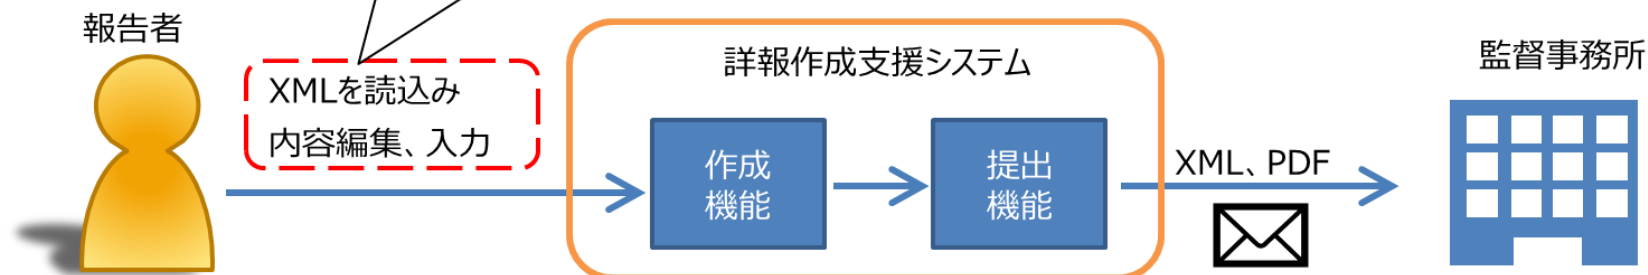 報告者
XMLを読込み
内容編集、入力
詳報作成支援システム
作成
機能
提出
機能
XML、PDF
監督事務所